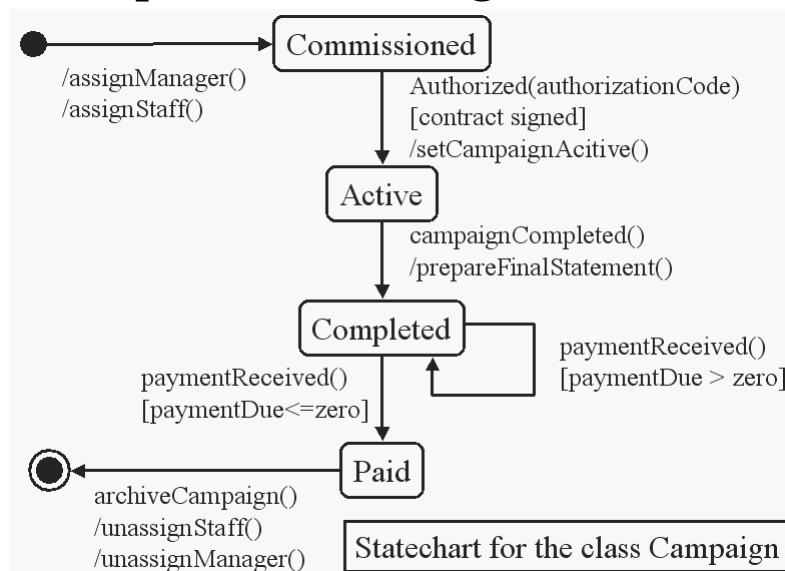 Commissioned
/assignManager()
/assignStaff()
Authorized(authorizationCode)
[contract signed]
/setCampaignAcitive()
Active
campaignCompleted()
/prepareFinalStatement()
Completed
paymentReceived()
[paymentDue > zero]
paymentReceived()
[paymentDue<=zero]
Paid
archiveCampaign()
/unassignStaff()
/unassignManager()
Statechart for the class Campaign